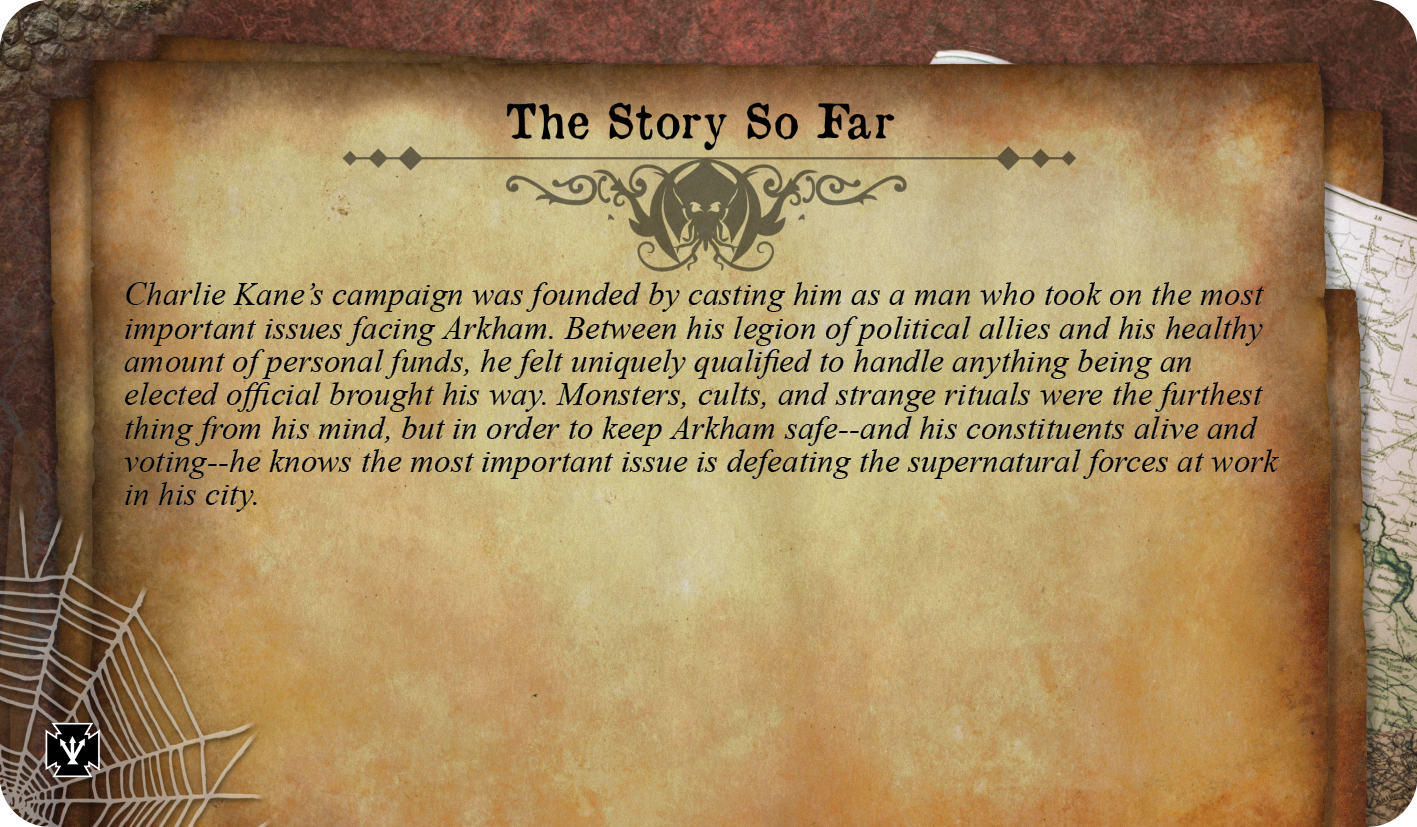 The Story So Far
Charlie Kane’s campaign was founded by casting him as a man who took on the most
important issues facing Arkham. Between his legion of political allies and his healthy
amount of personal funds, he felt uniquely qualified to handle anything being an
elected official brought his way. Monsters, cults, and strange rituals were the furthest
thing from his mind, but in order to keep Arkham safe--and his constituents alive and
voting--he knows the most important issue is defeating the supernatural forces at work
in his city.